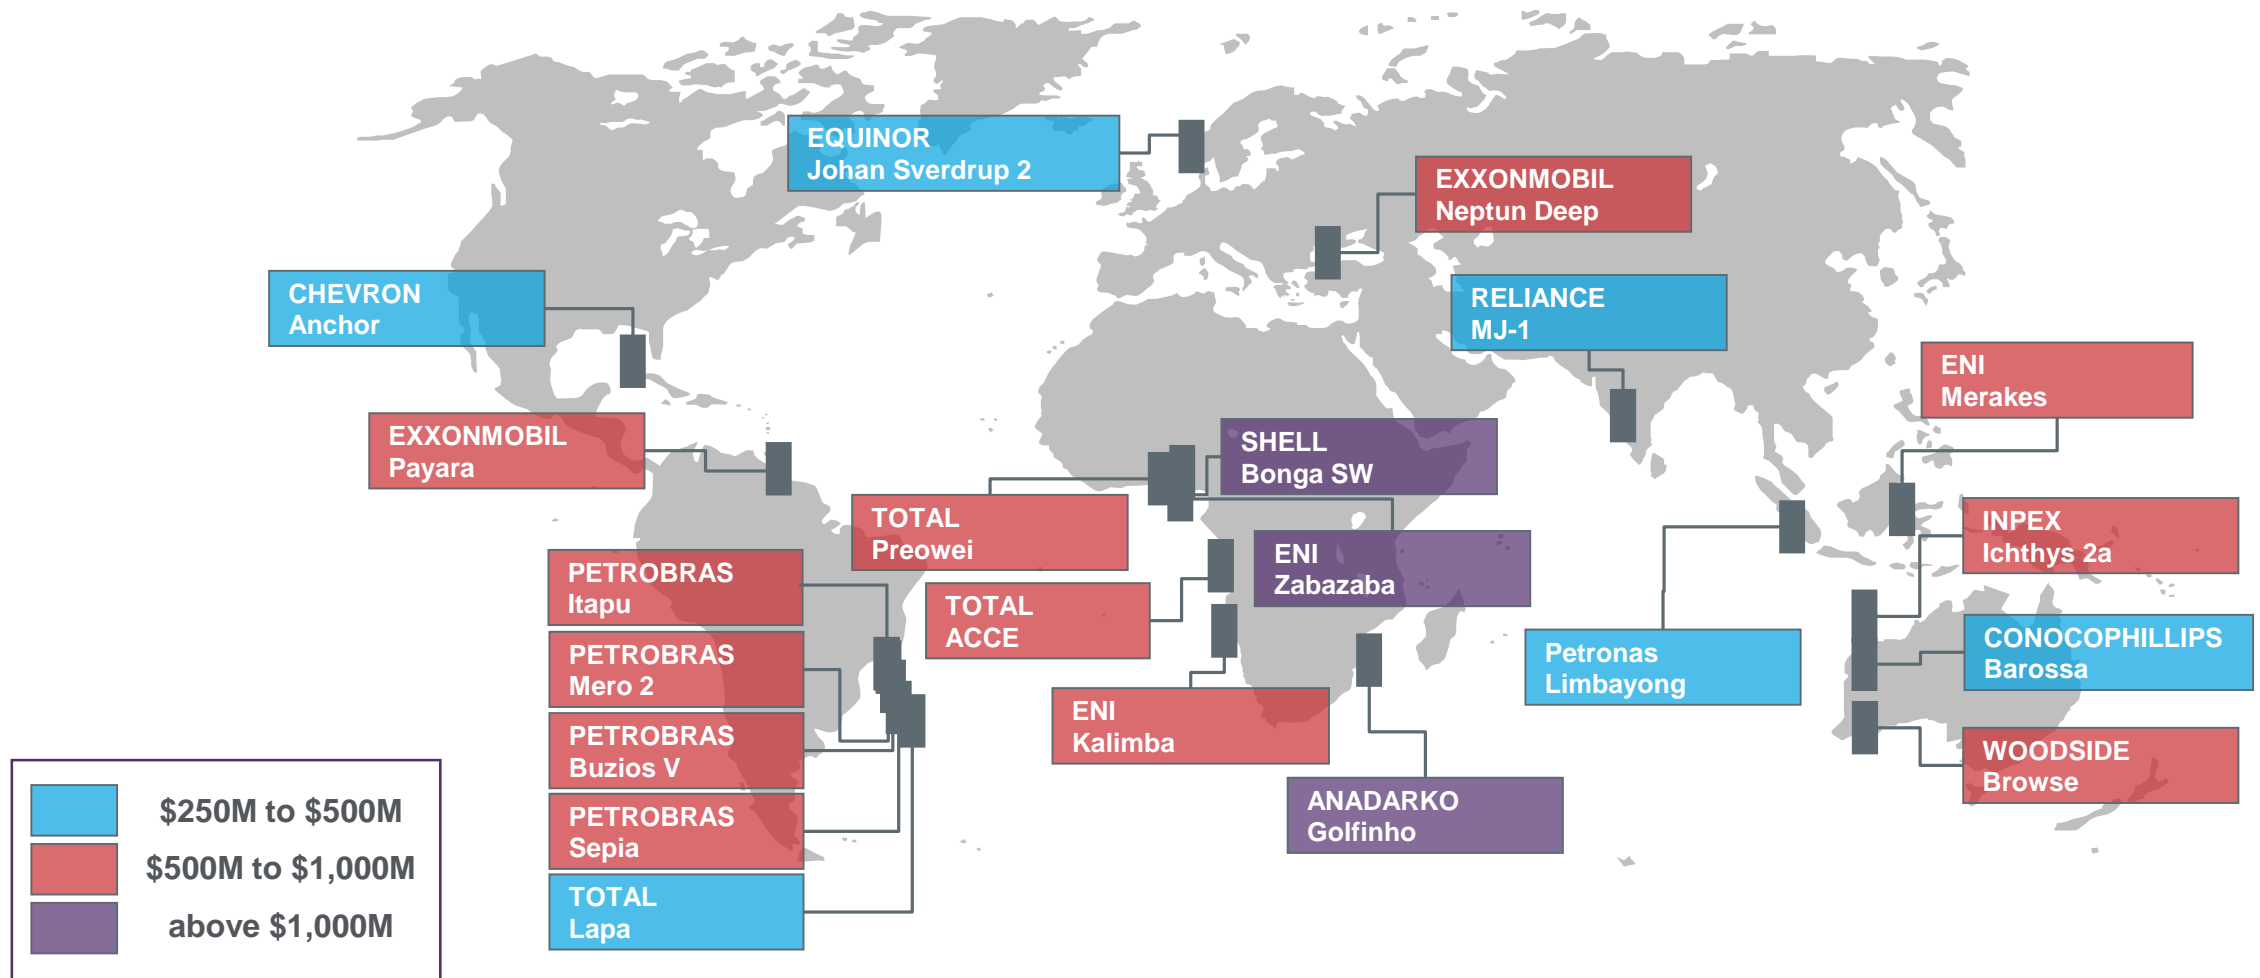 EQUINOR
Johan Sverdrup 2
EXXONMOBIL
Neptun Deep
CHEVRON
Anchor
RELIANCE
MJ-1
ENI
Merakes
EXXONMOBIL
Payara
SHELL
Bonga SW
TOTAL
Preowei
INPEX
Ichthys 2a
ENI
Zabazaba
PETROBRAS
Itapu
TOTAL
ACCE
CONOCOPHILLIPS
Barossa
Petronas
Limbayong
PETROBRAS
Mero 2
ENI
Kalimba
PETROBRAS
Buzios V
WOODSIDE
Browse
ANADARKO
Golfinho
PETROBRAS
Sepia
TOTAL
Lapa
$250M to $500M
$500M to $1,000M
above $1,000M